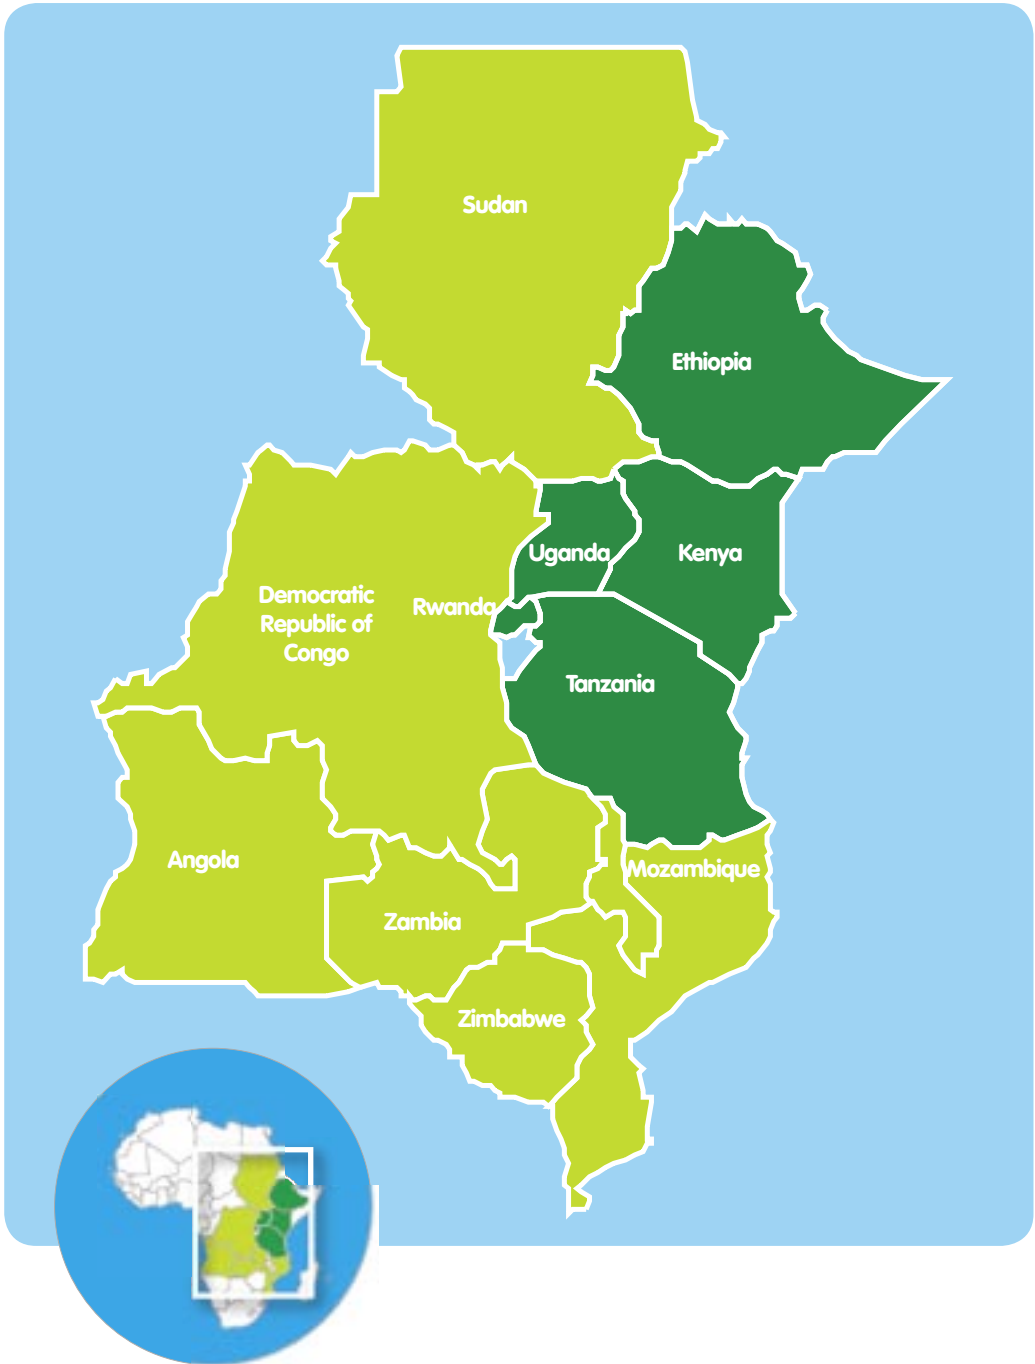 Sudan
Ethiopia
Uganda
Kenya
Democratic
Republic of
Congo
Rwanda
Tanzania
Angola
Mozambique
Zambia
Zimbabwe